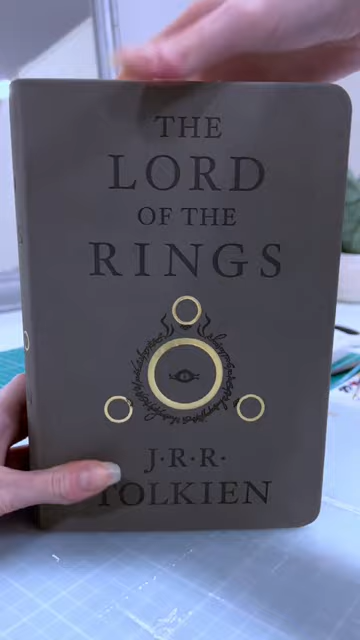 THE
LORD
OF THE
RINGS
J·R·R·
TOLKIEN